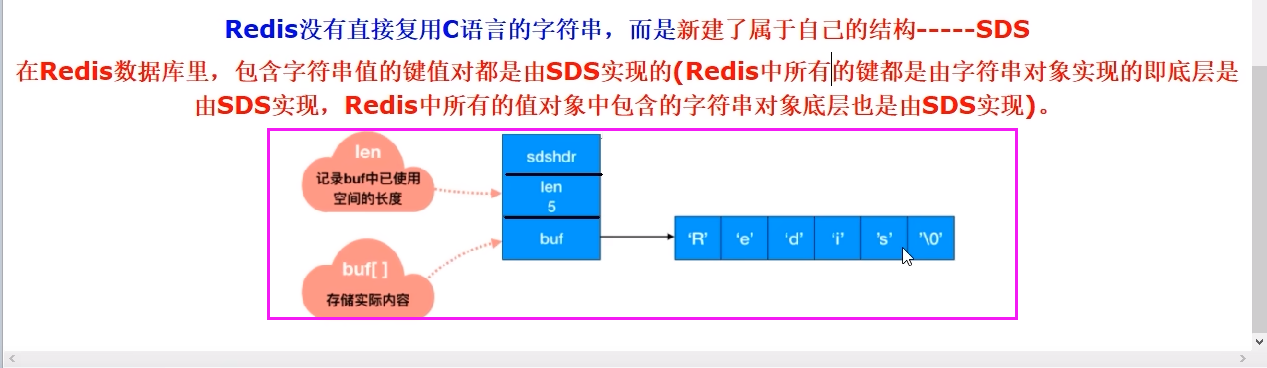 Redis没有直接复用C语言的字符串，而是新建了属于自己的结构-----SDS
在Redis数据库里，包含字符串值的键值对都是由SDS实现的(Redis中所有的键都是由字符串对象实现的即底层是
由SDS实现，Redis中所有的值对象中包含的字符串对象底层也是由SDS实现)。
len
记录buf中已使用
空间的长度
sdshdr
len
5
buf
'R' 'e' 'd' 'i' 's' '\0'
buf[ ]
存储实际内容